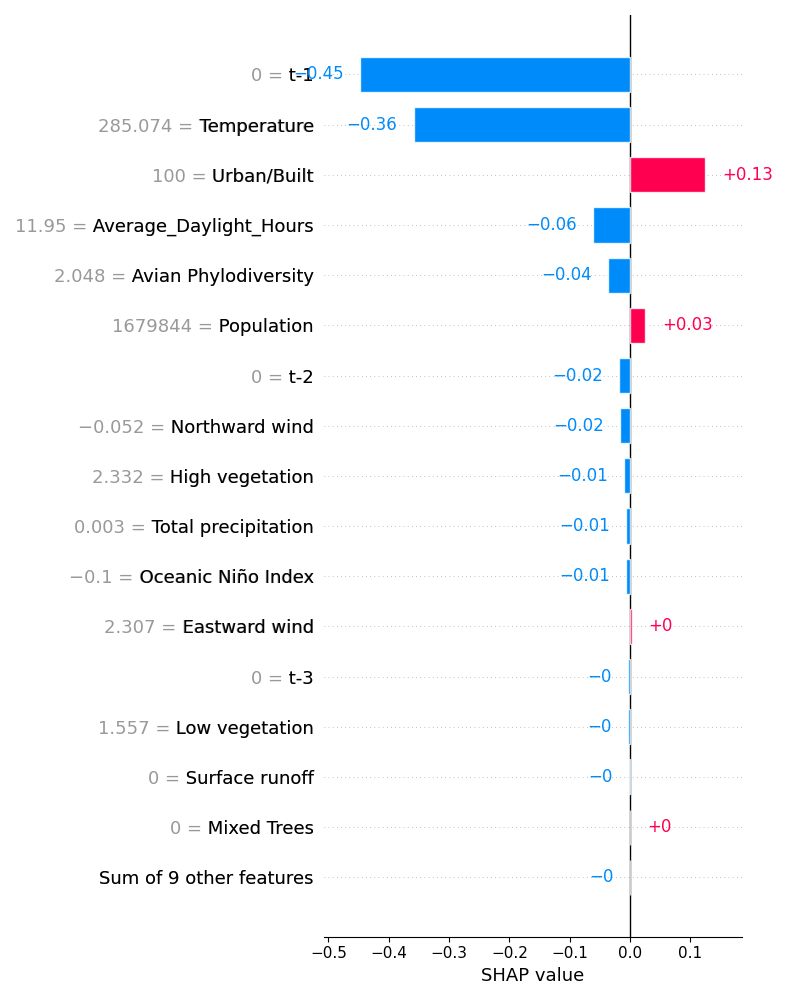 0 = t-1 −0.45
285.074 = Temperature −0.36
100 = Urban/Built +0.13
11.95 = Average_Daylight_Hours −0.06
2.048 = Avian Phylodiversity −0.04
1679844 = Population +0.03
0 = t-2 −0.02
−0.052 = Northward wind −0.02
2.332 = High vegetation −0.01
0.003 = Total precipitation −0.01
−0.1 = Oceanic Niño Index −0.01
2.307 = Eastward wind +0
0 = t-3 −0
1.557 = Low vegetation −0
0 = Surface runoff −0
0 = Mixed Trees +0
Sum of 9 other features −0
−0.5 −0.4 −0.3 −0.2 −0.1 0.0 0.1
SHAP value